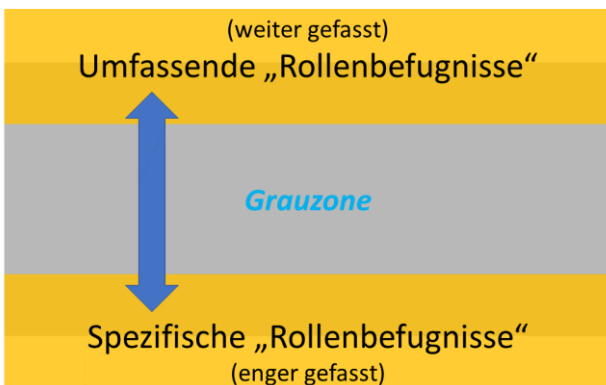 (weiter gefasst)
Umfassende „Rollenbefugnisse“
Grauzone
Spezifische „Rollenbefugnisse“
(enger gefasst)